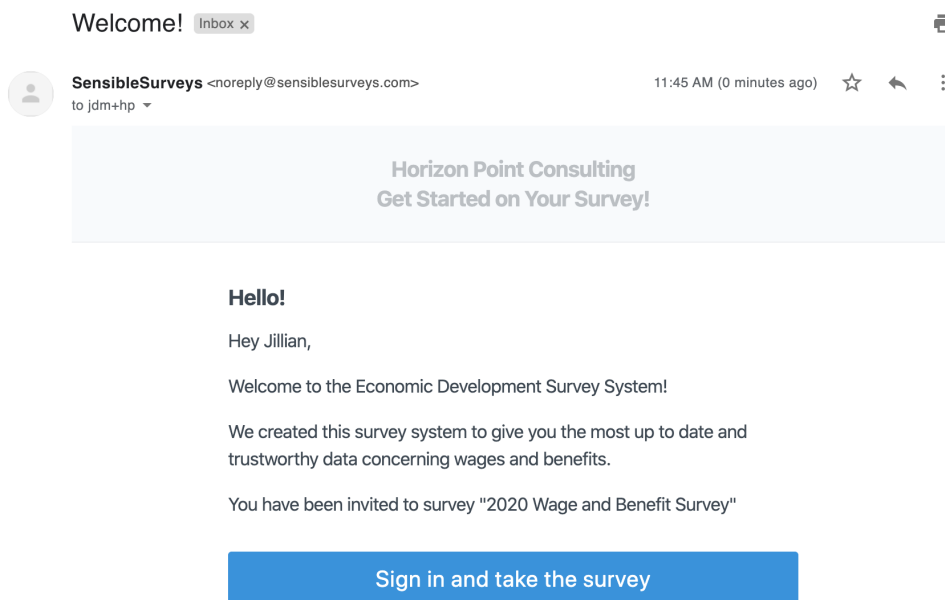 Welcome! Inbox x
SensibleSurveys <noreply@sensiblesurveys.com> 11:45 AM (0 minutes ago)
to jdm+hp
Horizon Point Consulting
Get Started on Your Survey!
Hello!
Hey Jillian,
Welcome to the Economic Development Survey System!
We created this survey system to give you the most up to date and
trustworthy data concerning wages and benefits.
You have been invited to survey "2020 Wage and Benefit Survey"
Sign in and take the survey